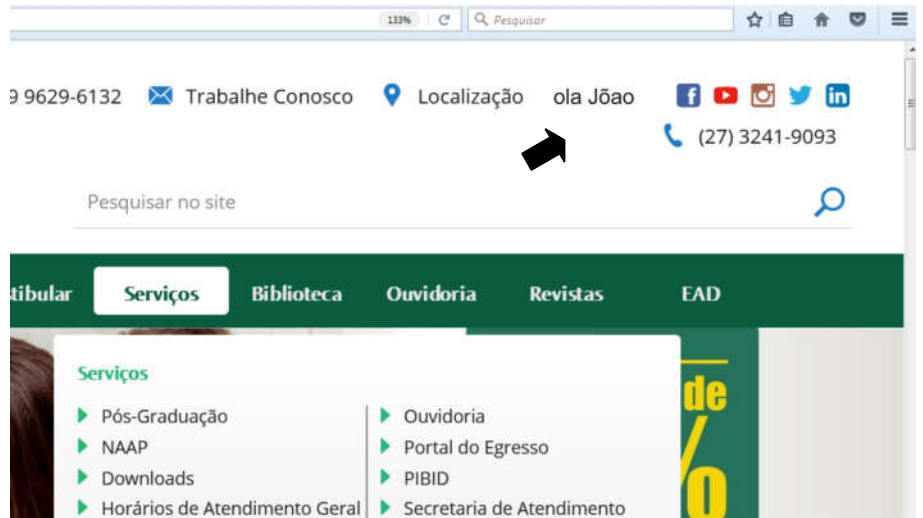 133%
Pesquisar
9 9629-6132 Trabalhe Conosco Localização ola Jõao
(27) 3241-9093
Pesquisar no site
tibular Serviços Biblioteca Ouvidoria Revistas EAD
Serviços
Pós-Graduação
NAAP
Downloads
Horários de Atendimento Geral
Ouvidoria
Portal do Egresso
PIBID
Secretaria de Atendimento
de
%
0